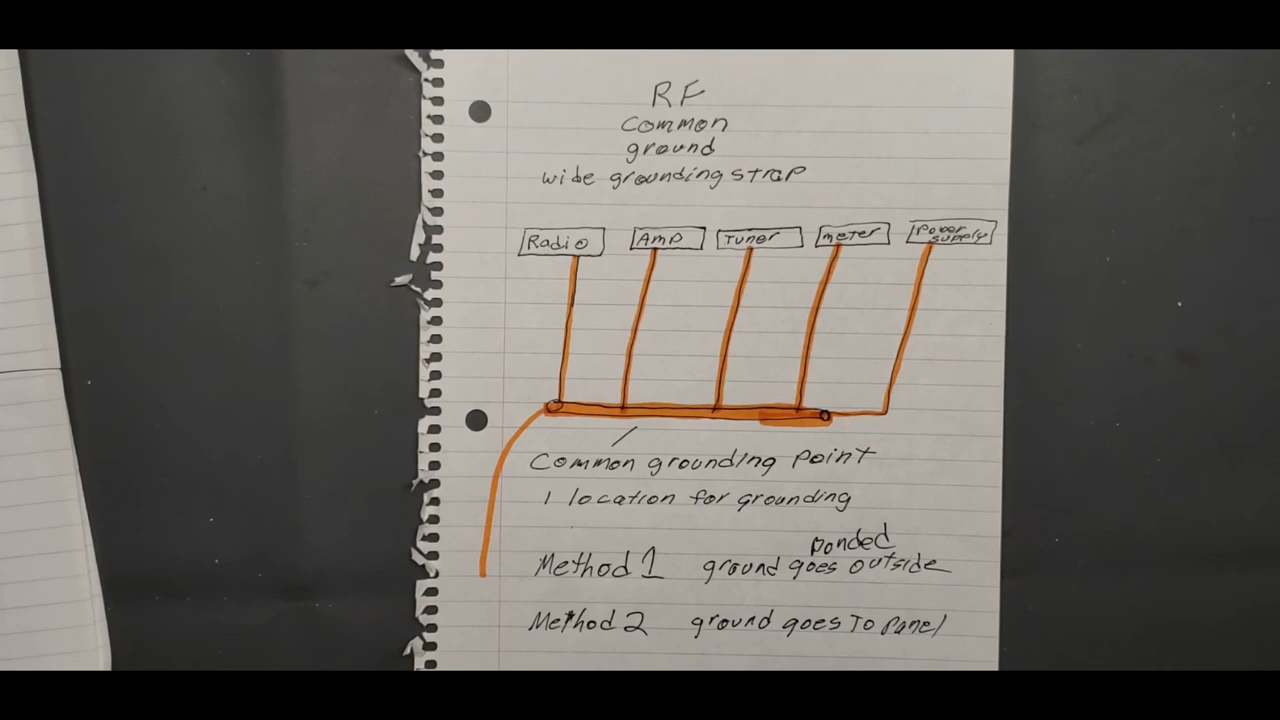 RF
Common
ground
wide grounding strap
Radio
Amp
Tuner
meter
Power
supply
Common grounding point
1 location for grounding
bonded
Method 1 ground goes outside
Method 2 ground goes To panel